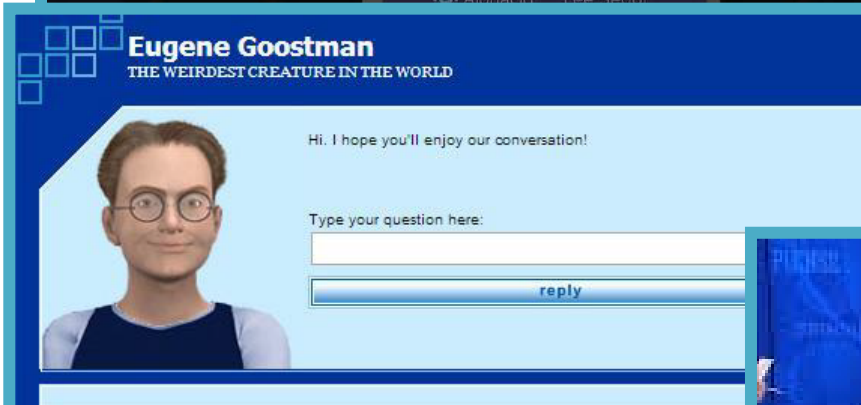 Eugene Goostman
THE WEIRDEST CREATURE IN THE WORLD
Hi. I hope you'll enjoy our conversation!
Type your question here:
reply